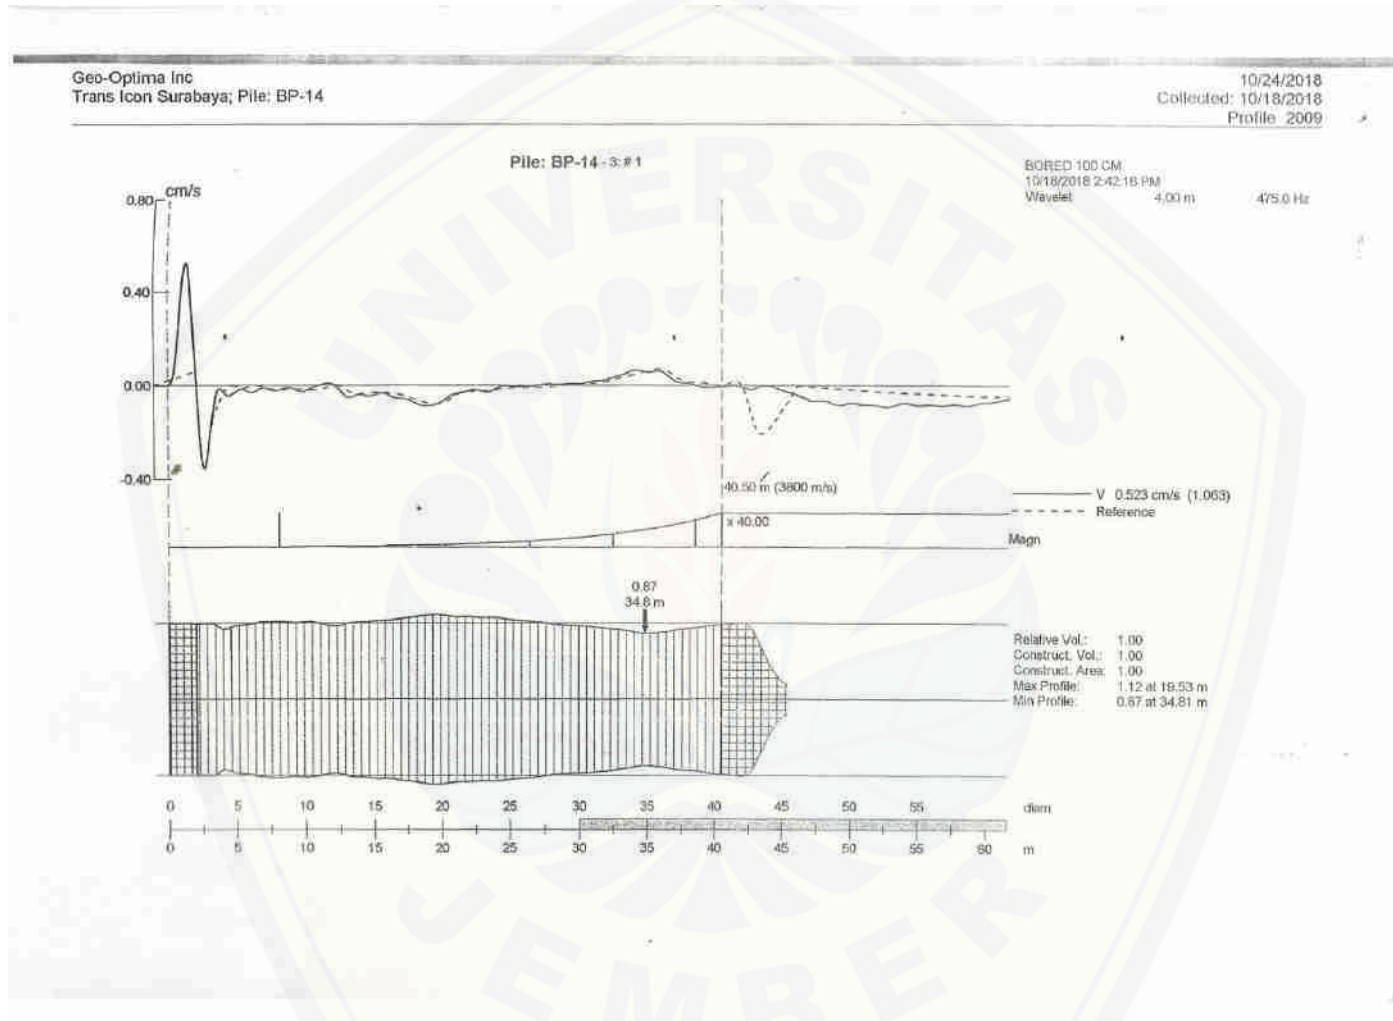 Geo-Optima Inc
Trans Icon Surabaya; Pile: BP-14
10/24/2018
Collected: 10/18/2018
Profile 2009
Pile: BP-14 - 3: # 1
BORED 100 CM
10/18/2018 2:42:16 PM
Wavelet 4.00 m 475.0 Hz
cm/s
0.80
0.40
0.00
-0.40
40.50 m (3800 m/s)
V 0.523 cm/s (1.063)
Reference
x 40.00
Magn
0.87
34.8 m
Relative Vol.: 1.00
Construct. Vol.: 1.00
Construct. Area: 1.00
Max Profile: 1.12 at 19.53 m
Min Profile: 0.87 at 34.81 m
0 5 10 15 20 25 30 35 40 45 50 55 diam
0 5 10 15 20 25 30 35 40 45 50 55 60 m
UNIVERSITAS
JEMBER